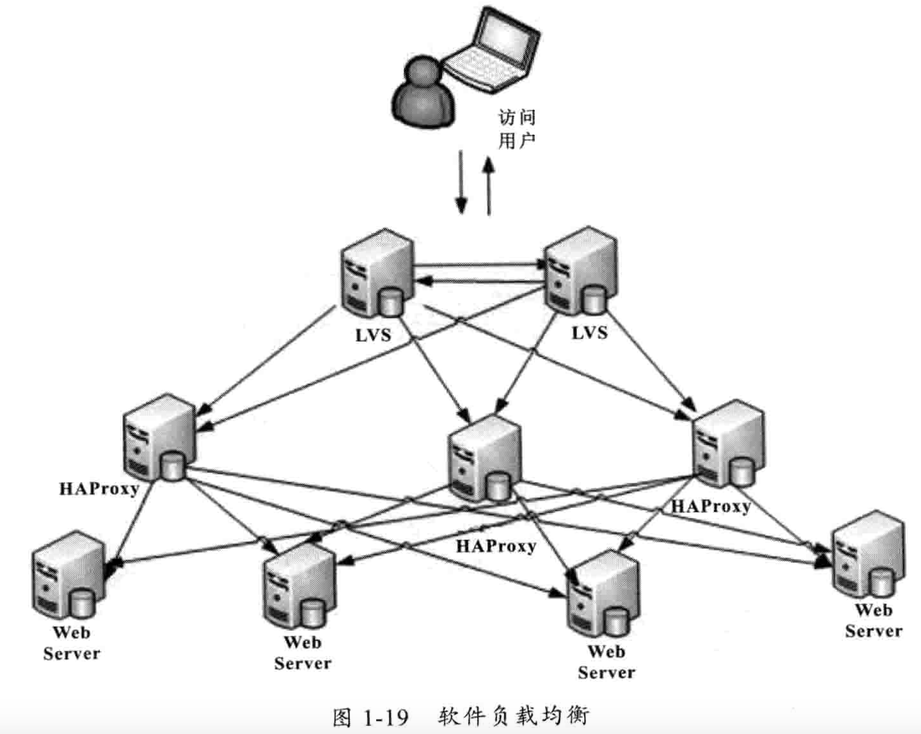 访问
用户
LVS
LVS
HAProxy
HAProxy
HAProxy
Web
Server
Web
Server
Web
Server
Web
Server
图 1-19 软件负载均衡